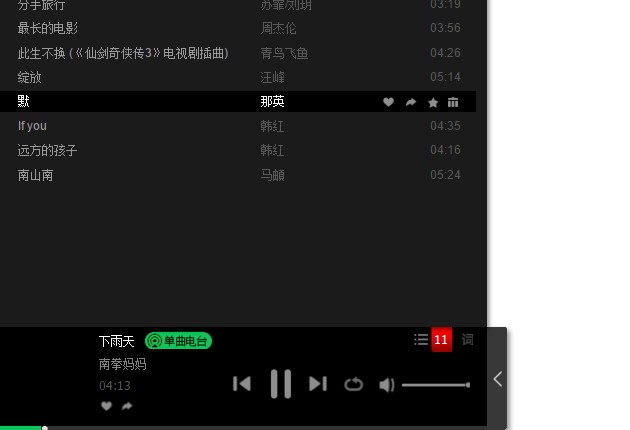 分手旅行 苏醒/刘玥 03:19
最长的电影 周杰伦 03:56
此生不换 (《仙剑奇侠传3》电视剧插曲) 青鸟飞鱼 04:26
绽放 汪峰 05:14
默 那英
If you 韩红 04:35
远方的孩子 韩红 04:16
南山南 马頔 05:24
下雨天 单曲电台 11 词
南拳妈妈
04:13